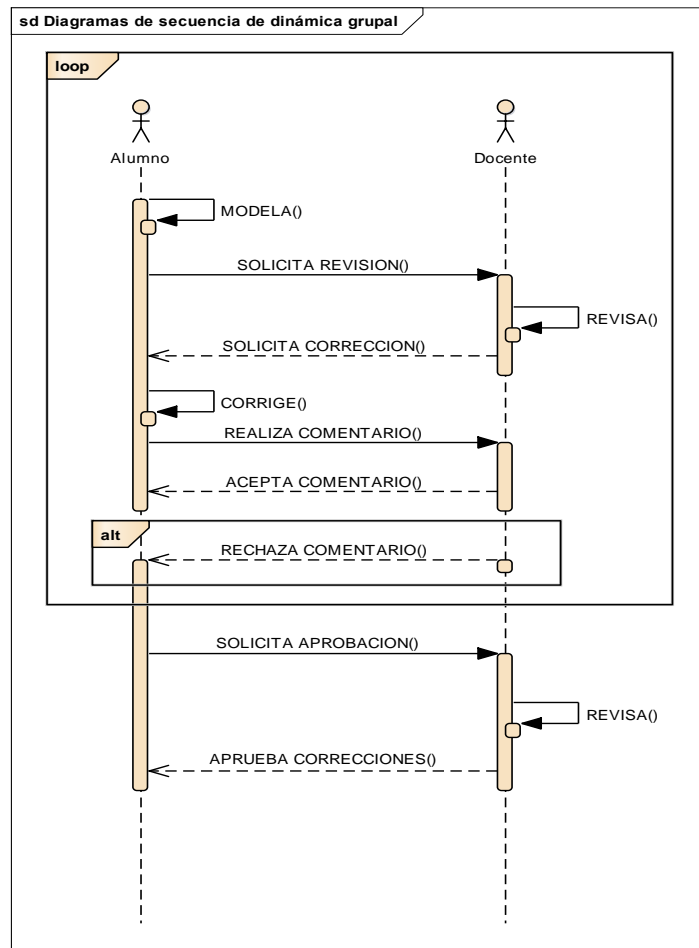 sd Diagramas de secuencia de dinámica grupal
loop
Alumno
Docente
MODELA()
SOLICITA REVISION()
REVISA()
SOLICITA CORRECCION()
CORRIGE()
REALIZA COMENTARIO()
ACEPTA COMENTARIO()
alt
RECHAZA COMENTARIO()
SOLICITA APROBACION()
REVISA()
APRUEBA CORRECCIONES()